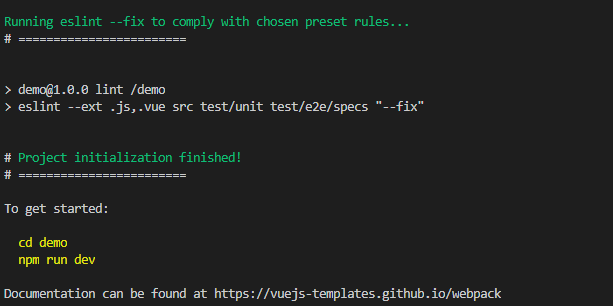 Running eslint --fix to comply with chosen preset rules...
# ========================
> demo@1.0.0 lint /demo
> eslint --ext .js,.vue src test/unit test/e2e/specs "--fix"
# Project initialization finished!
# ========================
To get started:
cd demo
npm run dev
Documentation can be found at https://vuejs-templates.github.io/webpack